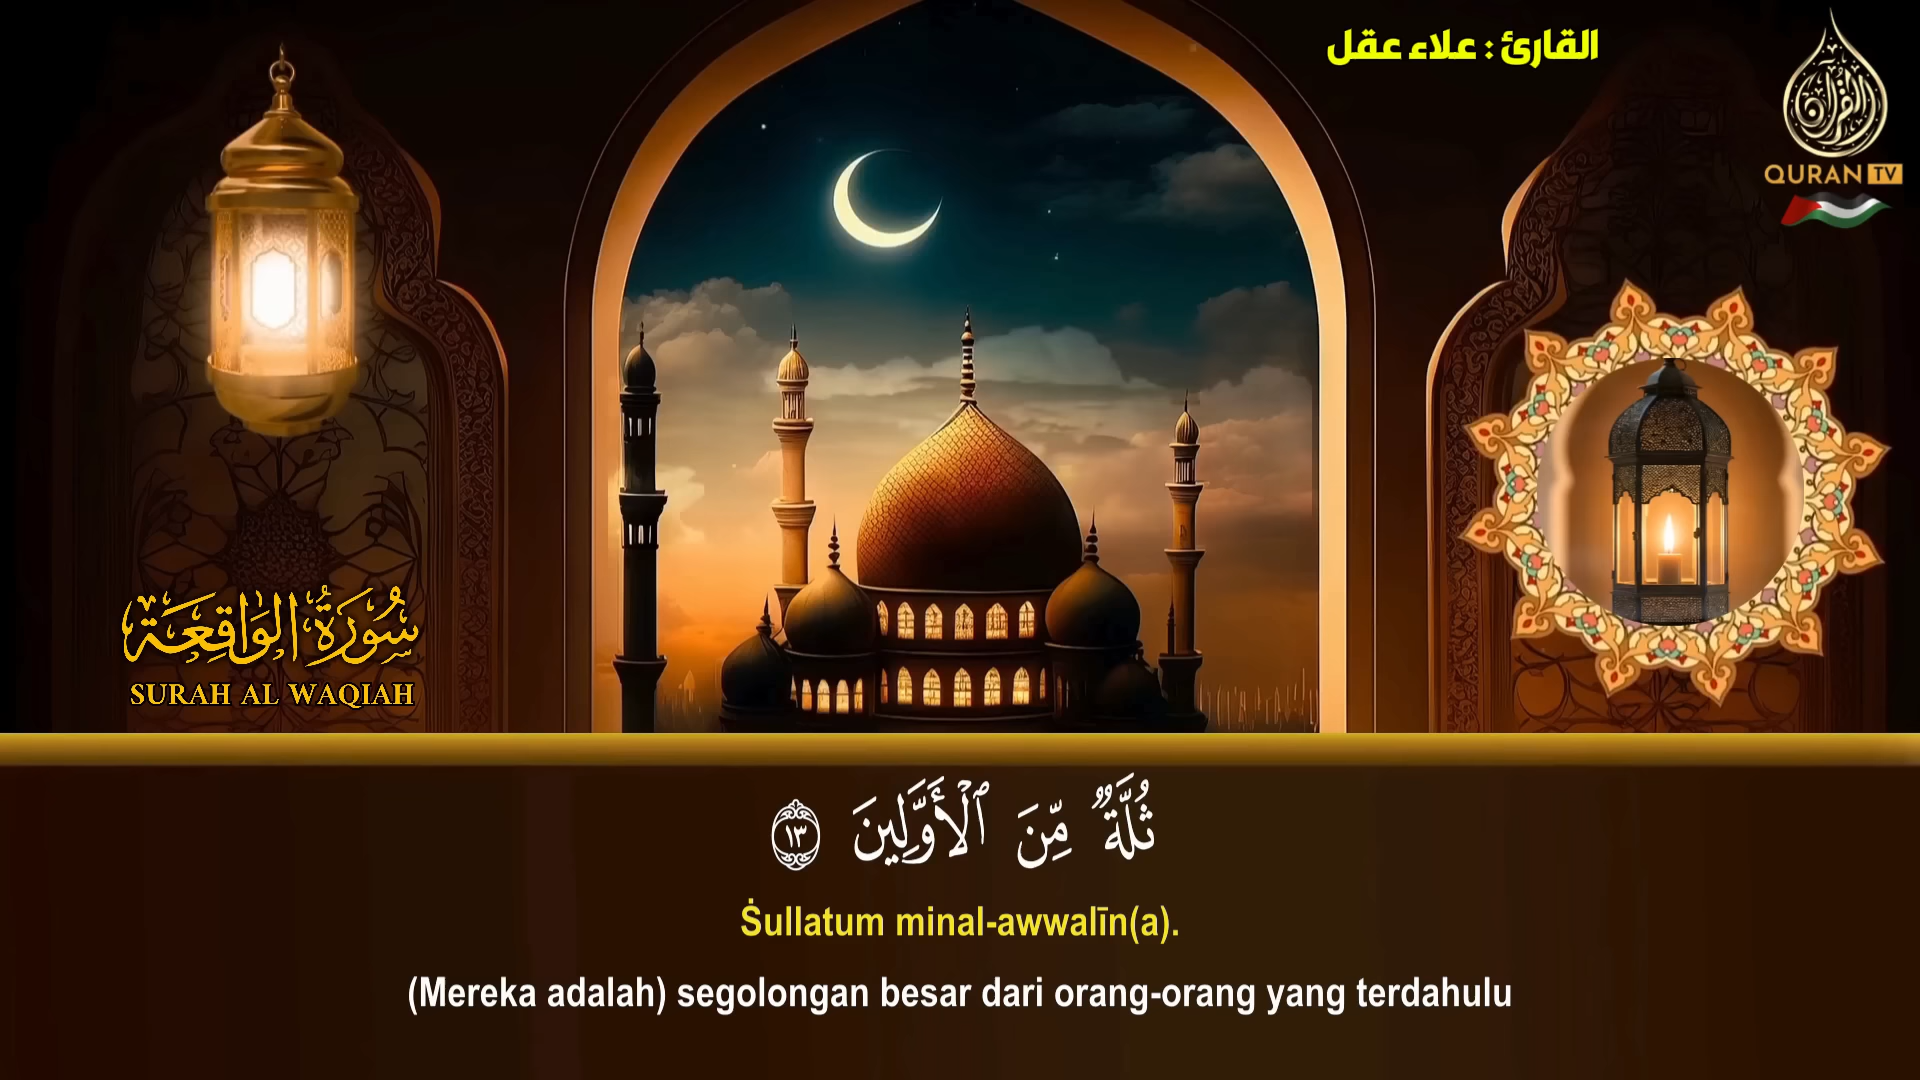 القارئ : علاء عقل
القرآن
QURAN TV
سُورَةُ الوَاقِعَة
SURAH AL WAQIAH
ثُلَّةٌ مِّنَ ٱلْأَوَّلِينَ ١٣
Ṡullatum minal-awwalīn(a).
(Mereka adalah) segolongan besar dari orang-orang yang terdahulu